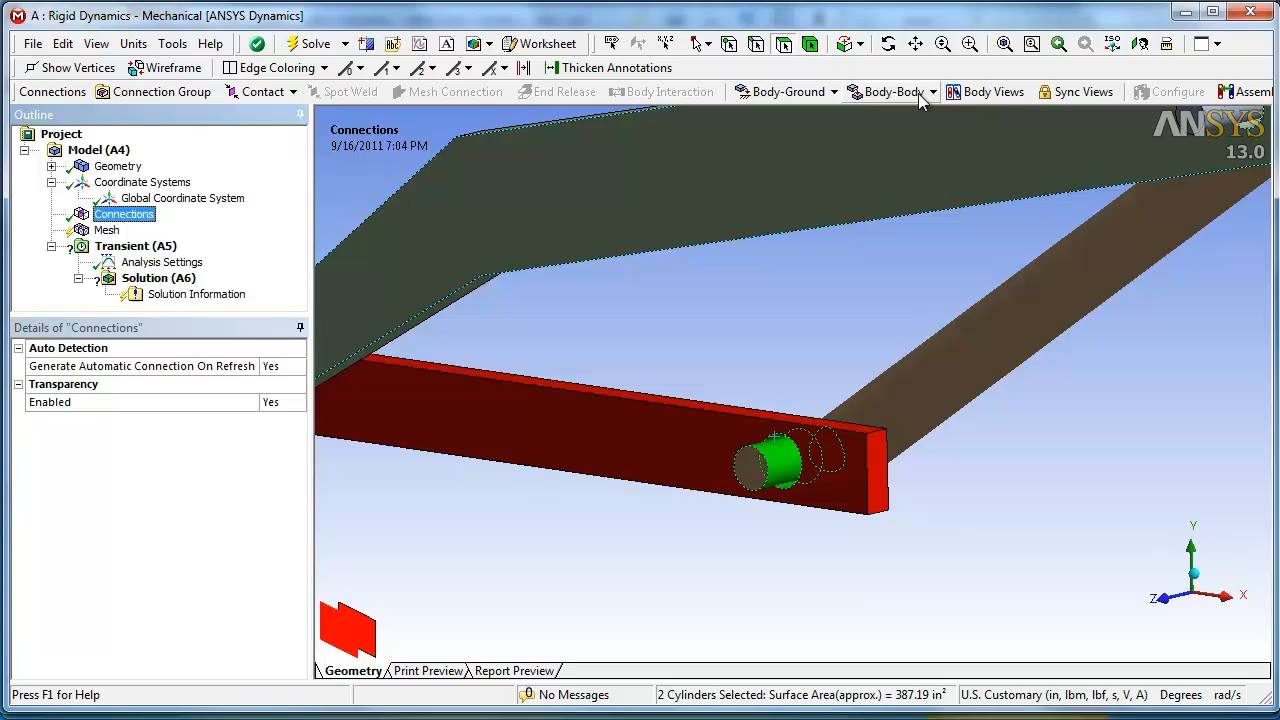 A : Rigid Dynamics - Mechanical [ANSYS Dynamics]
File Edit View Units Tools Help Solve Worksheet
Show Vertices Wireframe Edge Coloring Thicken Annotations
Connections Connection Group Contact Spot Weld Mesh Connection End Release Body Interaction Body-Ground Body-Body Body Views Sync Views Configure Assem
Outline
Project
Model (A4)
Geometry
Coordinate Systems
Global Coordinate System
Connections
Mesh
Transient (A5)
Analysis Settings
Solution (A6)
Solution Information
Details of "Connections"
Auto Detection
Generate Automatic Connection On Refresh Yes
Transparency
Enabled Yes
Connections
9/16/2011 7:04 PM
ANSYS
13.0
Y
X
Z
Geometry Print Preview Report Preview
Press F1 for Help No Messages 2 Cylinders Selected: Surface Area(approx.) = 387.19 in² U.S. Customary (in, lbm, lbf, s, V, A) Degrees rad/s